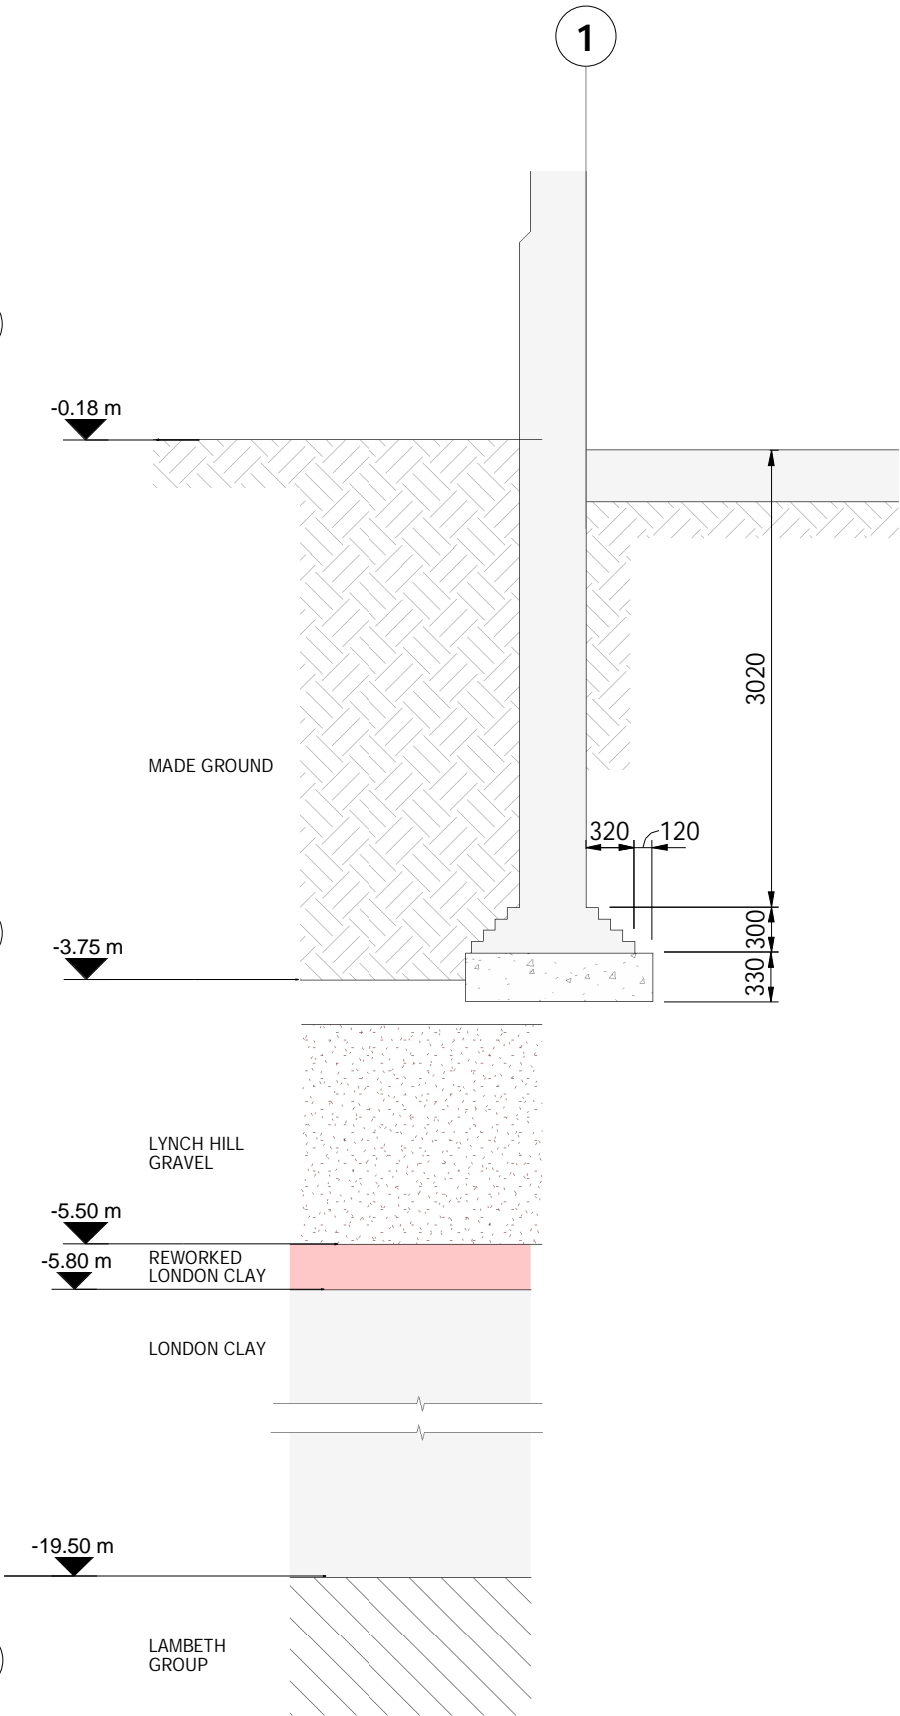 1
-0.18 m
3020
MADE GROUND
320
120
300
-3.75 m
330
LYNCH HILL
GRAVEL
-5.50 m
REWORKED
LONDON CLAY
-5.80 m
LONDON CLAY
-19.50 m
LAMBETH
GROUP